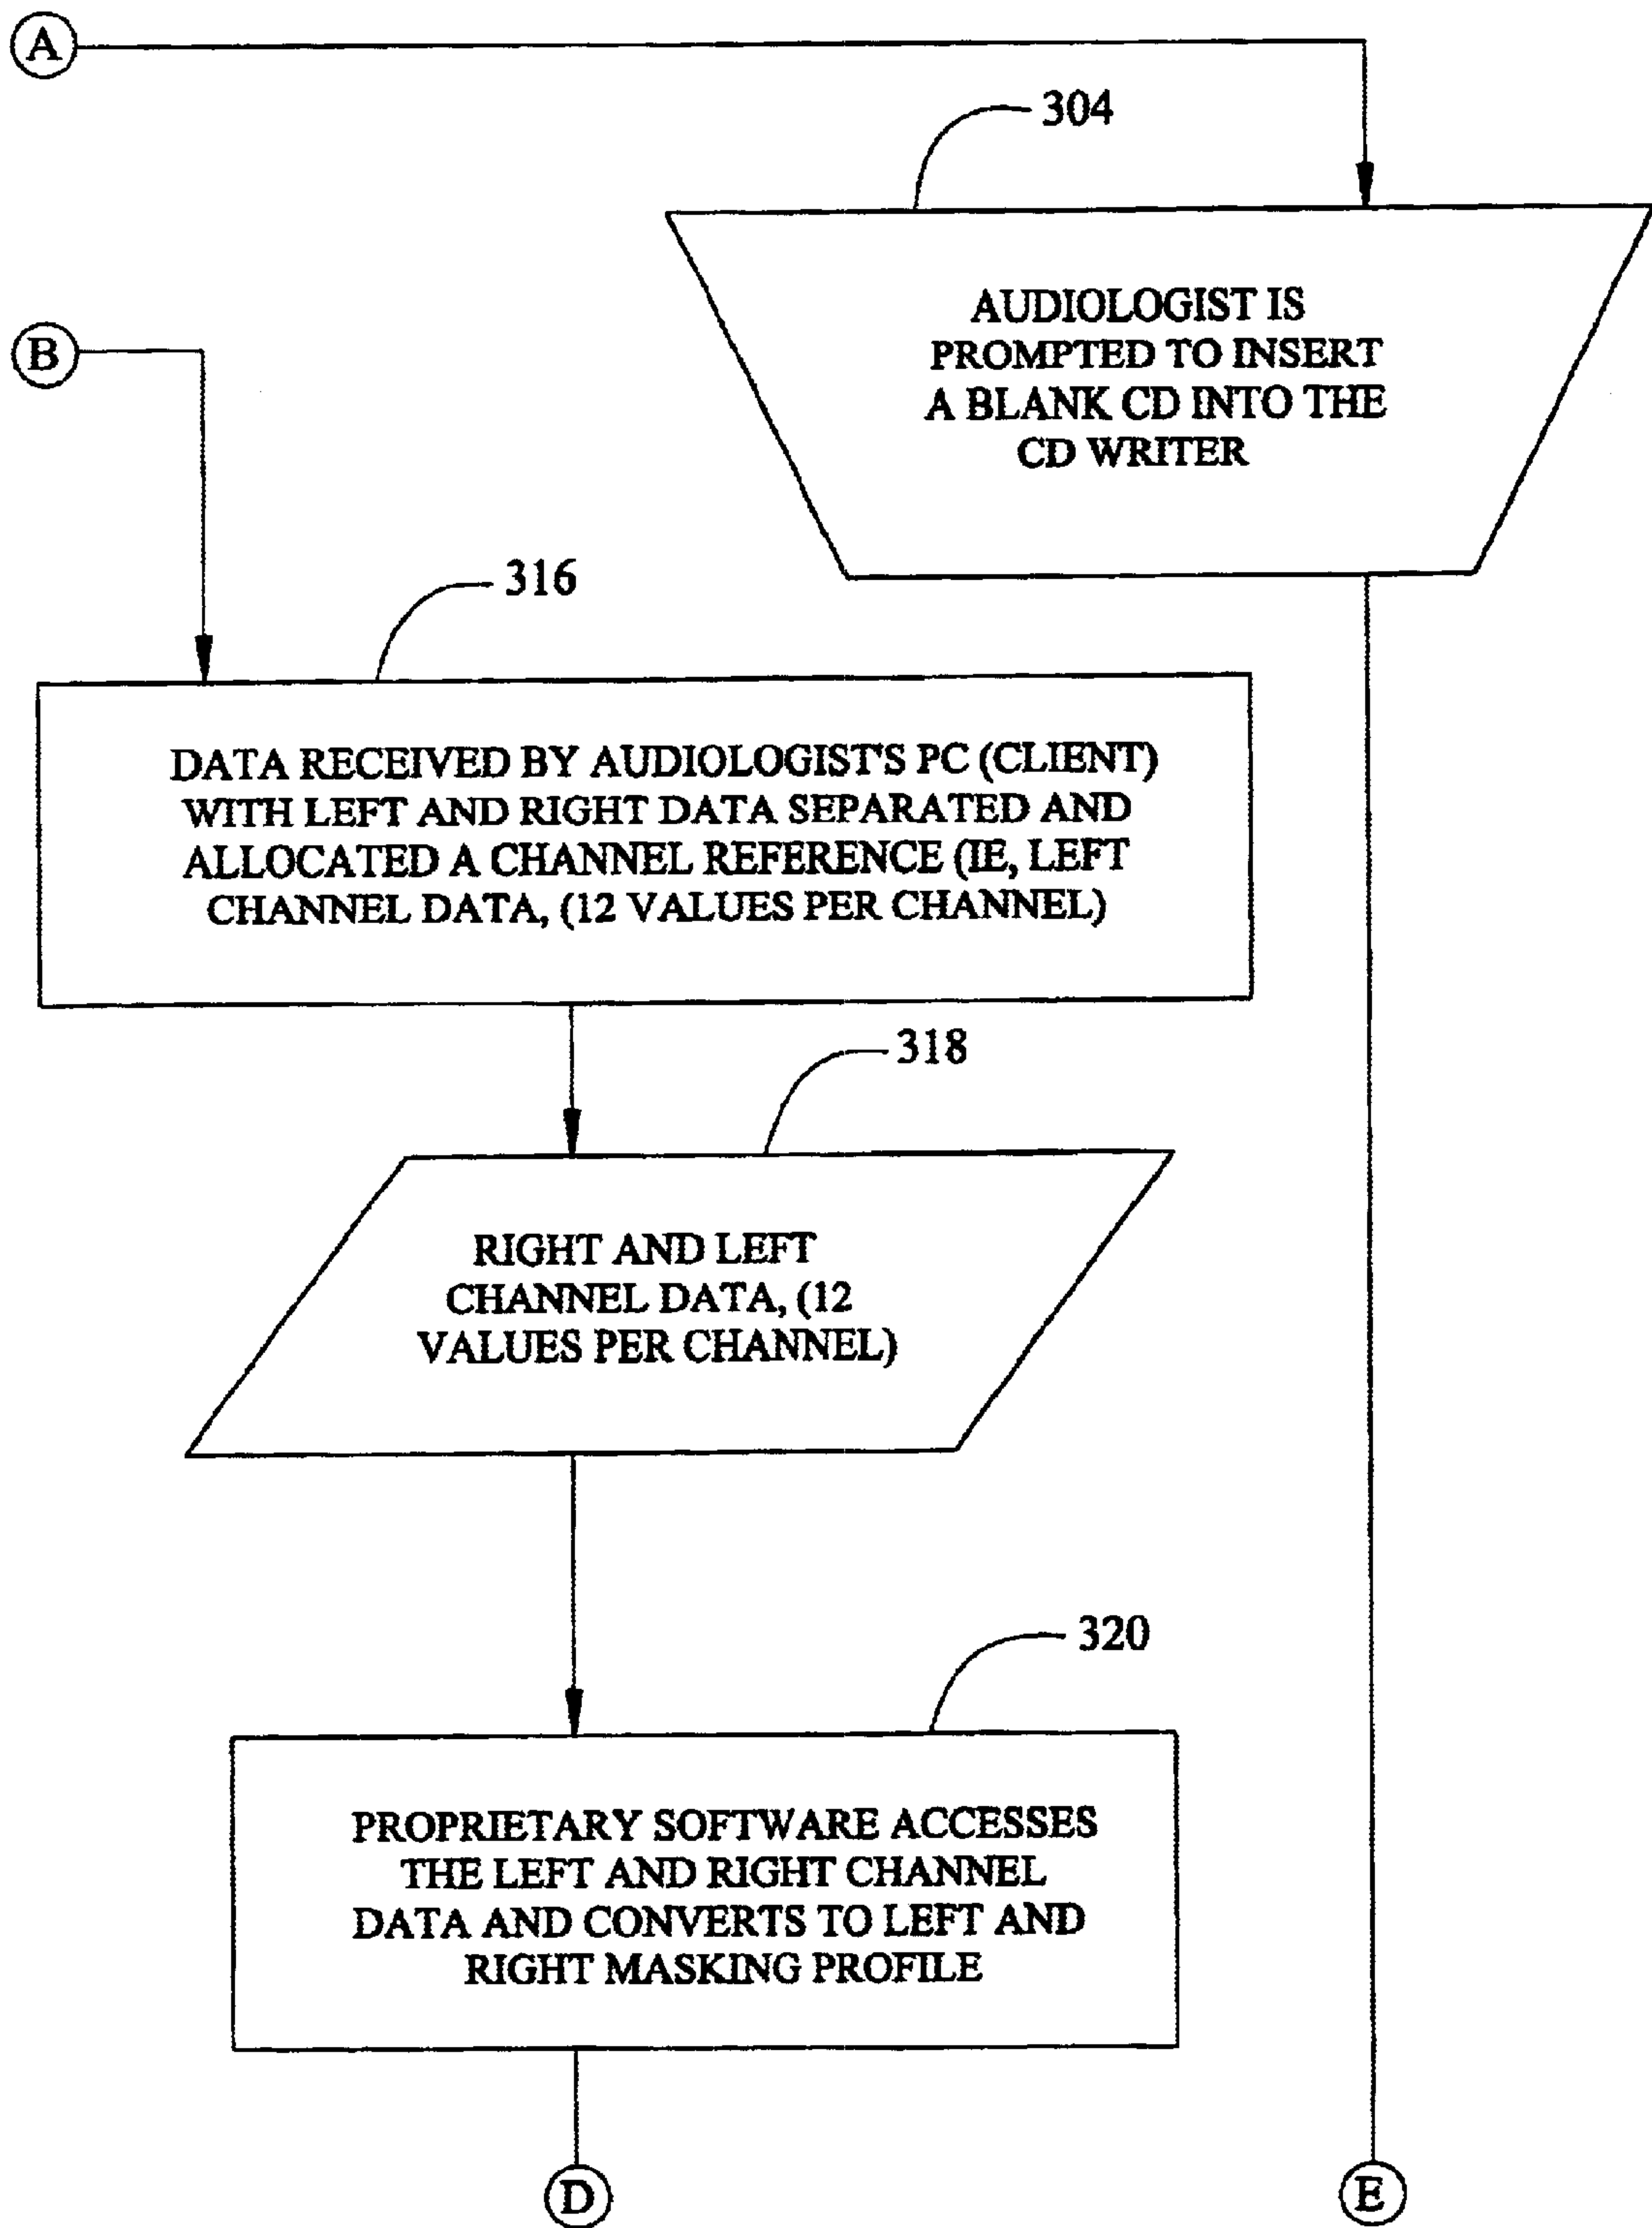 A
304
AUDIOLOGIST IS
PROMPTED TO INSERT
A BLANK CD INTO THE
CD WRITER
B
316
DATA RECEIVED BY AUDIOLOGIST'S PC (CLIENT)
WITH LEFT AND RIGHT DATA SEPARATED AND
ALLOCATED A CHANNEL REFERENCE (IE, LEFT
CHANNEL DATA, (12 VALUES PER CHANNEL)
318
RIGHT AND LEFT
CHANNEL DATA, (12
VALUES PER CHANNEL)
320
PROPRIETARY SOFTWARE ACCESSES
THE LEFT AND RIGHT CHANNEL
DATA AND CONVERTS TO LEFT AND
RIGHT MASKING PROFILE
D
E